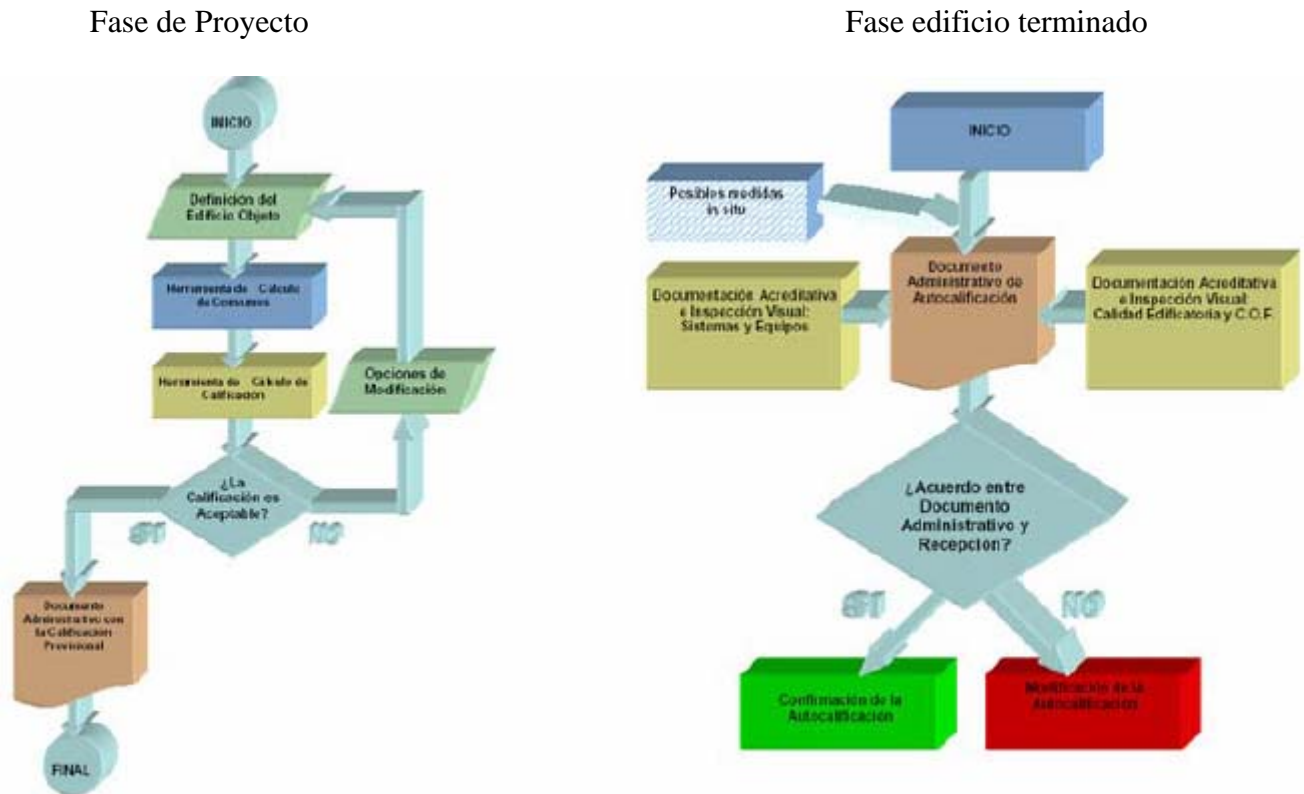 Fase de Proyecto
Fase edificio terminado
INICIO
Definición del
Edificio Objeto
Herramienta de Cálculo
de Consumos
Herramienta de Cálculo de
Calificación
Opciones de
Modificación
¿La
Calificación es
Aceptable?
SI
NO
Documento
Administrativo con
la Calificación
Provisional
FINAL
INICIO
Posibles medidas
in situ
Documentación Acreditativa
e Inspección Visual:
Sistemas y Equipos
Documento
Administrativo de
Autocalificación
Documentación Acreditativa
e Inspección Visual:
Calidad Edificatoria y C.O.F.
¿Acuerdo entre
Documento
Administrativo y
Recepción?
SI
NO
Confirmación de la
Autocalificación
Modificación de la
Autocalificación